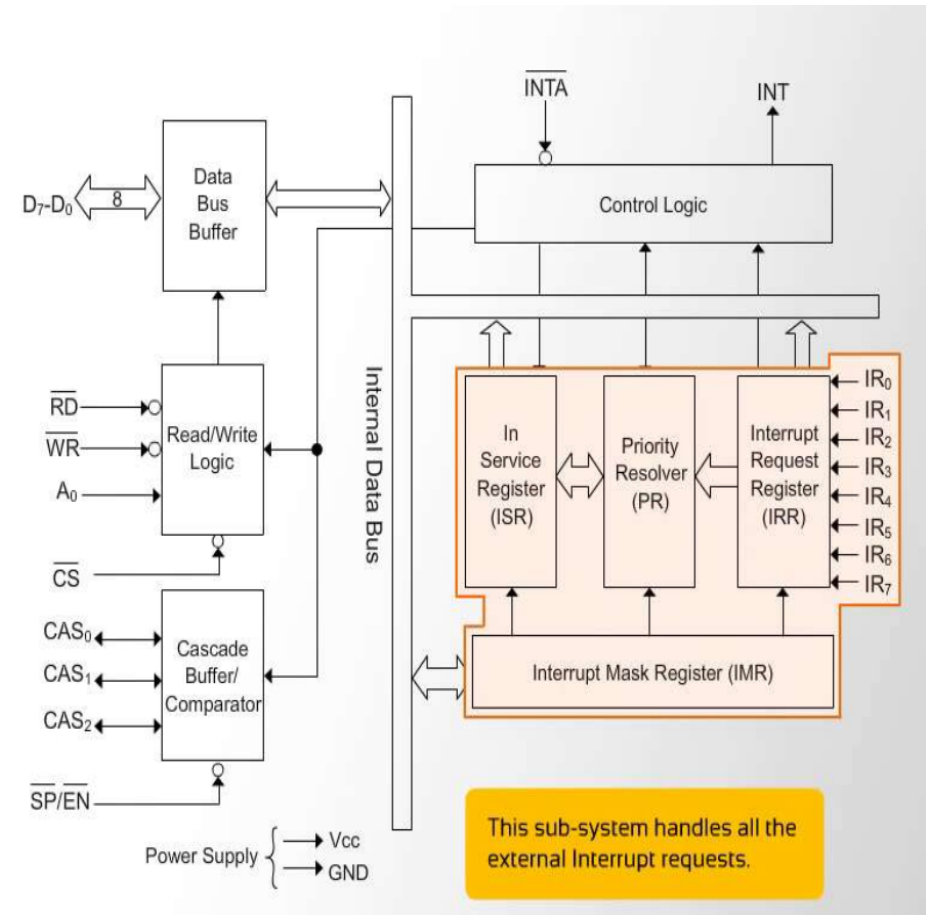 INTA
INT
Data
Bus
Buffer
D7-D0
8
Control Logic
Internal Data Bus
RD
WR
A0
CS
Read/Write
Logic
In
Service
Register
(ISR)
Priority
Resolver
(PR)
Interrupt
Request
Register
(IRR)
IR0
IR1
IR2
IR3
IR4
IR5
IR6
IR7
CAS0
CAS1
CAS2
Cascade
Buffer/
Comparator
Interrupt Mask Register (IMR)
SP/EN
Power Supply
Vcc
GND
This sub-system handles all the
external Interrupt requests.